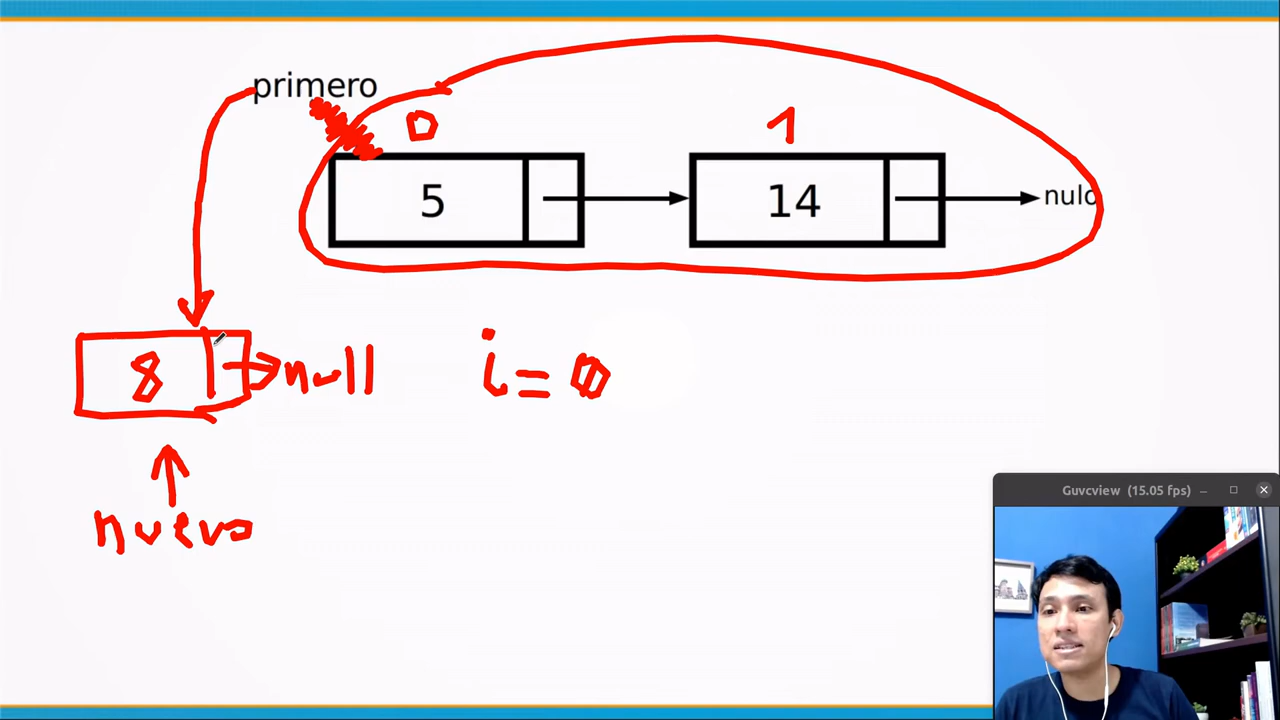 primero
0 1
5 14 nulo
8 null i = 0
nuevo
Guvcview (15.05 fps)